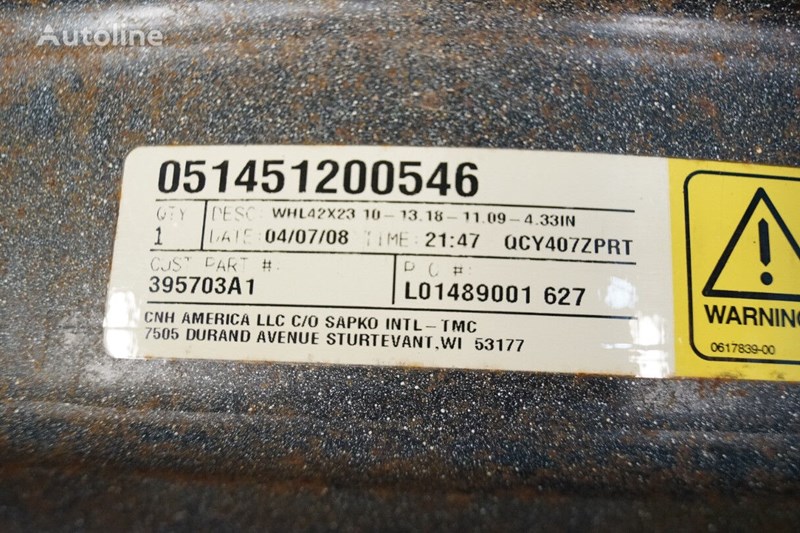 Autoline
051451200546
QTY DESC: WHL42X23 10-13.18-11.09-4.33IN
1 DATE: 04/07/08 TIME: 21:47 QCY407ZPRT
CUST PART #: P O #:
395703A1 L01489001 627
CNH AMERICA LLC C/O SAPKO INTL-TMC
7505 DURAND AVENUE STURTEVANT,WI 53177
WARNING
0617839-00